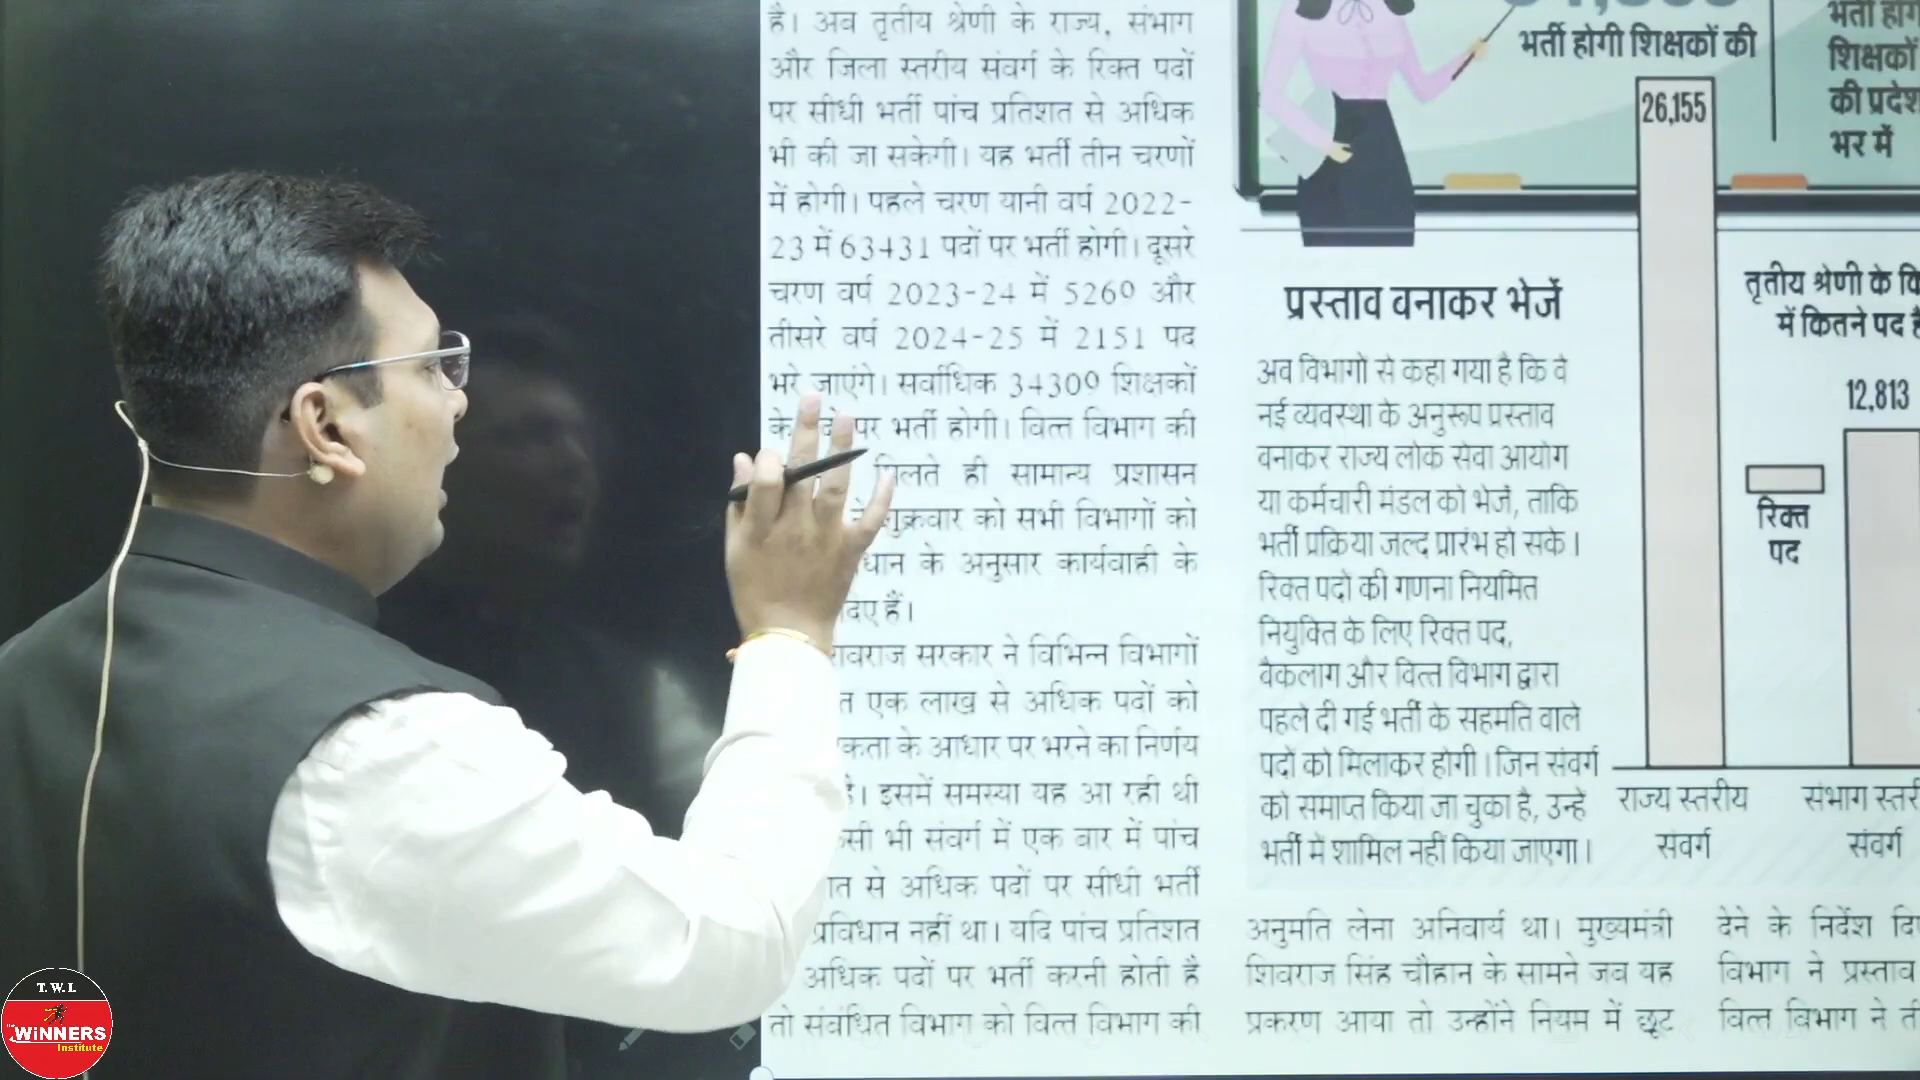 है। अब तृतीय श्रेणी के राज्य, संभाग
और जिला स्तरीय संवर्ग के रिक्त पदों
पर सीधी भर्ती पांच प्रतिशत से अधिक
भी की जा सकेगी। यह भर्ती तीन चरणों
में होगी। पहले चरण यानी वर्ष 2022-
23 में 63431 पदों पर भर्ती होगी। दूसरे
चरण वर्ष 2023-24 में 5260 और
तीसरे वर्ष 2024-25 में 2151 पद
भरे जाएंगे। सर्वाधिक 34300 शिक्षकों
के पर भर्ती होगी। वित्त विभाग की
ही सामान्य प्रशासन
शुक्रवार को सभी विभागों को
के अनुसार कार्यवाही के
हैं।
सरकार ने विभिन्न विभागों
एक लाख से अधिक पदों को
के आधार पर भरने का निर्णय
है। इसमें समस्या यह आ रही थी
भी संवर्ग में एक बार में पांच
से अधिक पदों पर सीधी भर्ती
प्रविधान नहीं था। यदि पांच प्रतिशत
अधिक पदों पर भर्ती करनी होती है
तो संबंधित विभाग को वित्त विभाग की
भर्ती होगी शिक्षकों की
शिक्षकों
की प्रदेश
भर में
26,155
प्रस्ताव बनाकर भेजें
अब विभागों से कहा गया है कि वे
नई व्यवस्था के अनुरूप प्रस्ताव
बनाकर राज्य लोक सेवा आयोग
या कर्मचारी मंडल को भेजें, ताकि
भर्ती प्रक्रिया जल्द प्रारंभ हो सके।
रिक्त पदों की गणना नियमित
नियुक्ति के लिए रिक्त पद,
बैकलाग और वित्त विभाग द्वारा
पहले दी गई भर्ती के सहमति वाले
पदों को मिलाकर होगी। जिन संवर्ग
को समाप्त किया जा चुका है, उन्हें
भर्ती में शामिल नहीं किया जाएगा।
तृतीय श्रेणी के
में कितने पद
12,813
रिक्त
पद
राज्य स्तरीय
संवर्ग
संभाग
संवर्ग
अनुमति लेना अनिवार्य था। मुख्यमंत्री
शिवराज सिंह चौहान के सामने जब यह
प्रकरण आया तो उन्होंने नियम में छूट
देने के निर्देश
विभाग ने प्रस्ताव
वित्त विभाग ने
T.W.I.
The WiNNERS
Institute